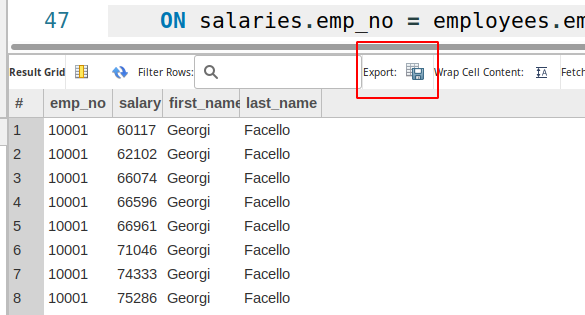 47 ON salaries.emp_no = employees.em
Result Grid Filter Rows: Export: Wrap Cell Content: Fetch
# emp_no salary first_name last_name
1 10001 60117 Georgi Facello
2 10001 62102 Georgi Facello
3 10001 66074 Georgi Facello
4 10001 66596 Georgi Facello
5 10001 66961 Georgi Facello
6 10001 71046 Georgi Facello
7 10001 74333 Georgi Facello
8 10001 75286 Georgi Facello